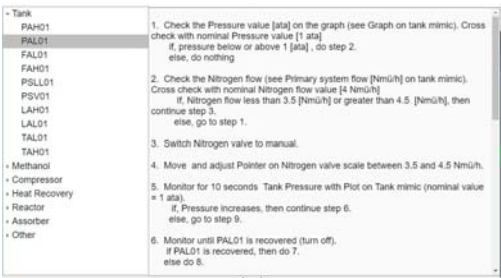 Tank
PAH01
PAL01
FAL01
FAH01
PSLL01
PSV01
LAH01
LAL01
TAL01
TAH01
Methanol
Compressor
Heat Recovery
Reactor
Assorber
Other
1. Check the Pressure value [ata] on the graph (see Graph on tank mimic). Cross
check with nominal Pressure value [1 ata]
if, pressure below or above 1 [ata] , do step 2.
else, do nothing
2. Check the Nitrogen flow (see Primary system flow [Nmü/h] on tank mimic).
Cross check with nominal Nitrogen flow value [4 Nmü/h]
If, Nitrogen flow less than 3.5 [Nmü/h] or greater than 4.5 [Nmü/h], then
continue step 3.
else, go to step 1.
3. Switch Nitrogen valve to manual.
4. Move and adjust Pointer on Nitrogen valve scale between 3.5 and 4.5 Nmü/h.
5. Monitor for 10 seconds Tank Pressure with Plot on Tank mimic (nominal value
= 1 ata).
if, Pressure increases, then continue step 6.
else, go to step 9.
6. Monitor until PAL01 is recovered (turn off).
if PAL01 is recovered, then do 7.
else do 8.